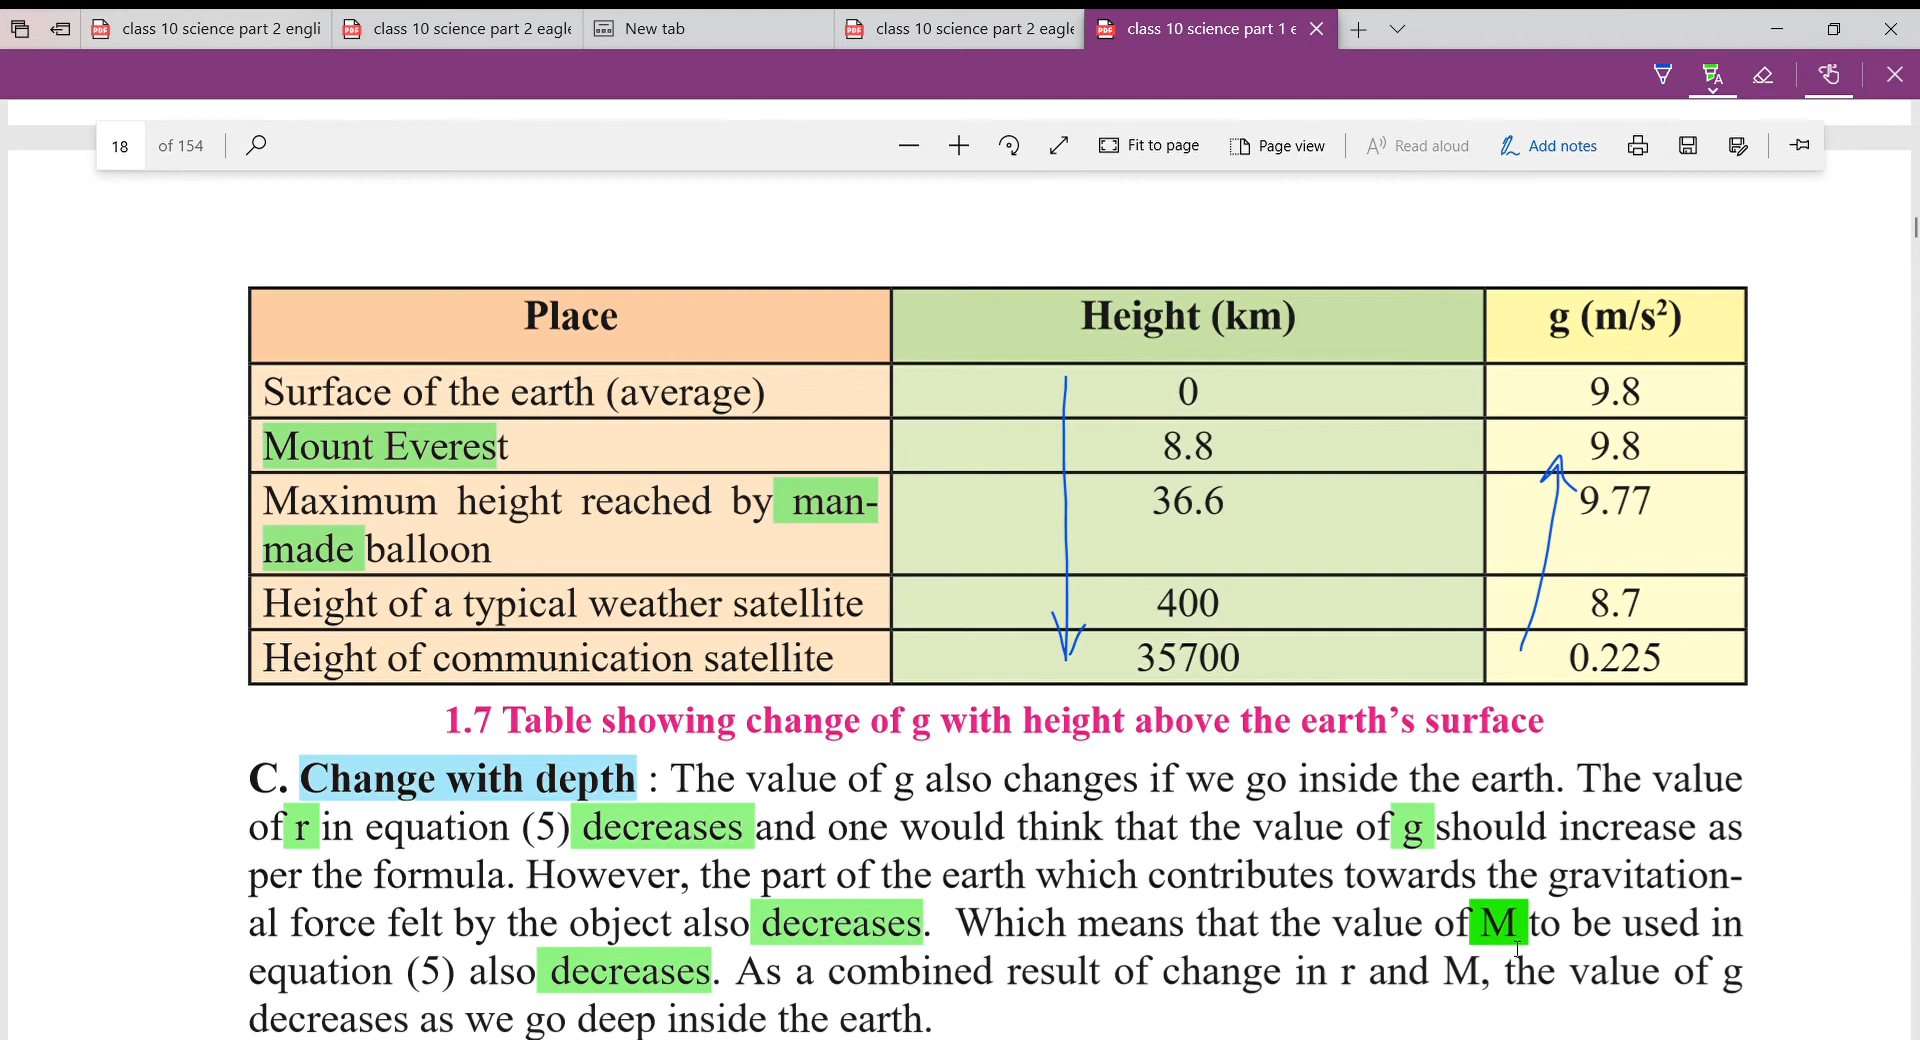 class 10 science part 2 engli
class 10 science part 2 eagle
New tab
class 10 science part 2 eagle
class 10 science part 1 e
18 of 154
Fit to page
Page view
Read aloud
Add notes
Place Height (km) g (m/s²)
Surface of the earth (average) 0 9.8
Mount Everest 8.8 9.8
Maximum height reached by man- 36.6 9.77
made balloon
Height of a typical weather satellite 400 8.7
Height of communication satellite 35700 0.225
1.7 Table showing change of g with height above the earth’s surface
C. Change with depth : The value of g also changes if we go inside the earth. The value
of r in equation (5) decreases and one would think that the value of g should increase as
per the formula. However, the part of the earth which contributes towards the gravitation-
al force felt by the object also decreases. Which means that the value of M to be used in
equation (5) also decreases. As a combined result of change in r and M, the value of g
decreases as we go deep inside the earth.